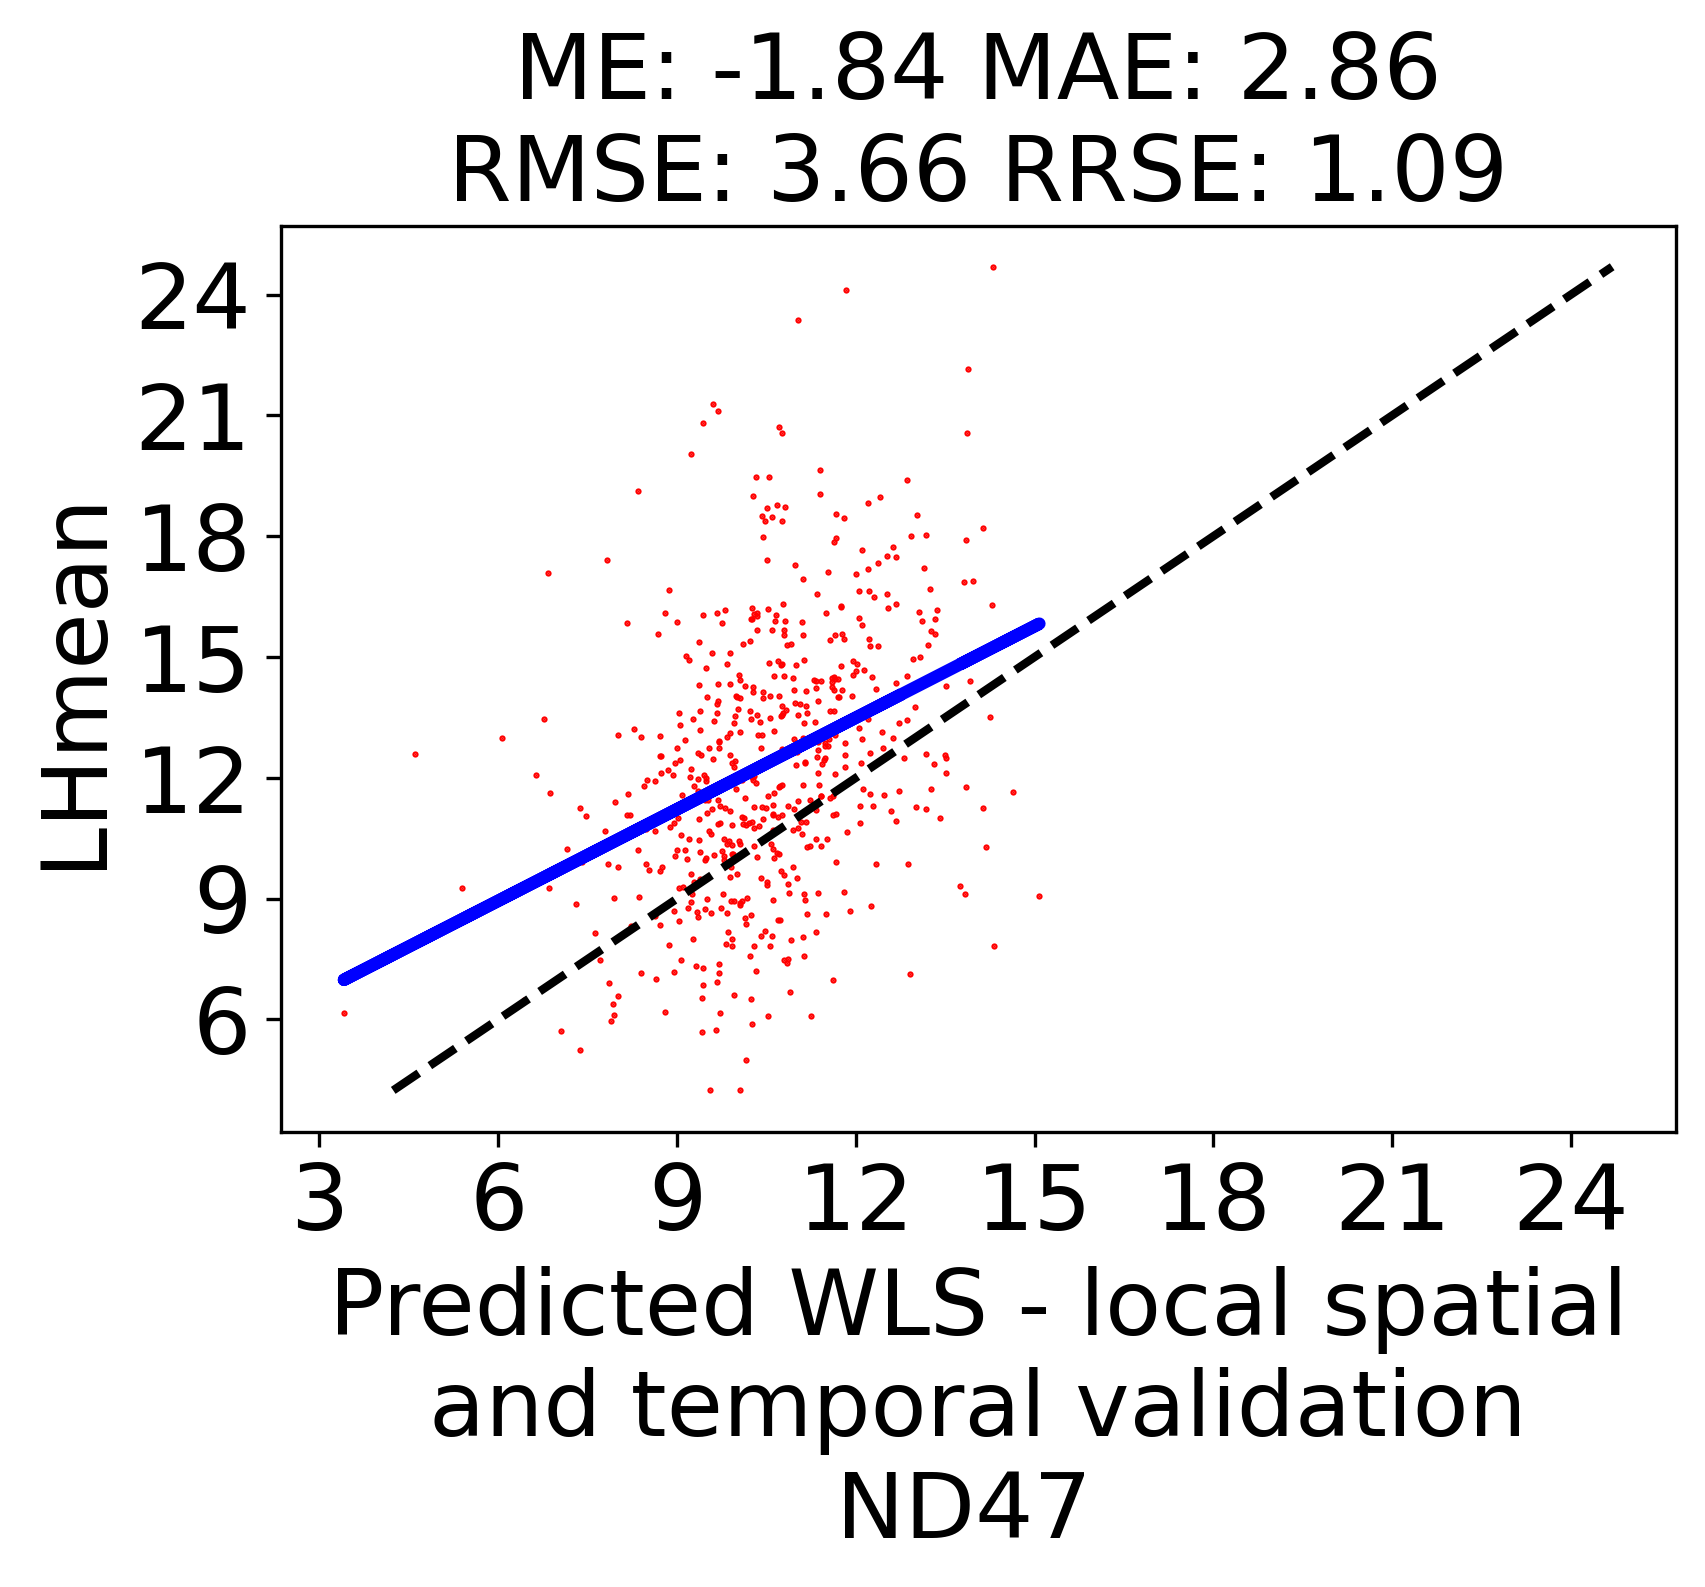 ME: -1.84 MAE: 2.86
RMSE: 3.66 RRSE: 1.09
24
21
18
15
12
9
6
LHmean
3 6 9 12 15 18 21 24
Predicted WLS - local spatial
and temporal validation
ND47